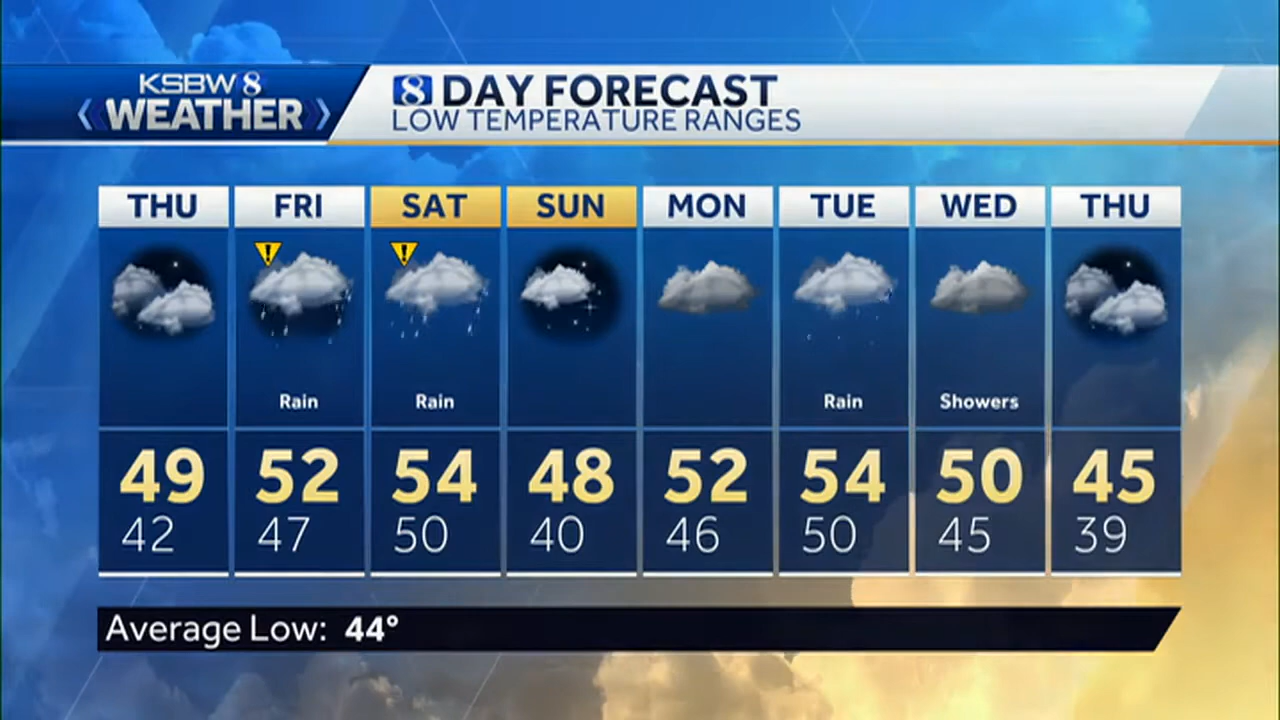 KSBW 8
WEATHER
8 DAY FORECAST
LOW TEMPERATURE RANGES
THU FRI SAT SUN MON TUE WED THU
! !
Rain Rain Rain Showers
49 52 54 48 52 54 50 45
42 47 50 40 46 50 45 39
Average Low: 44°